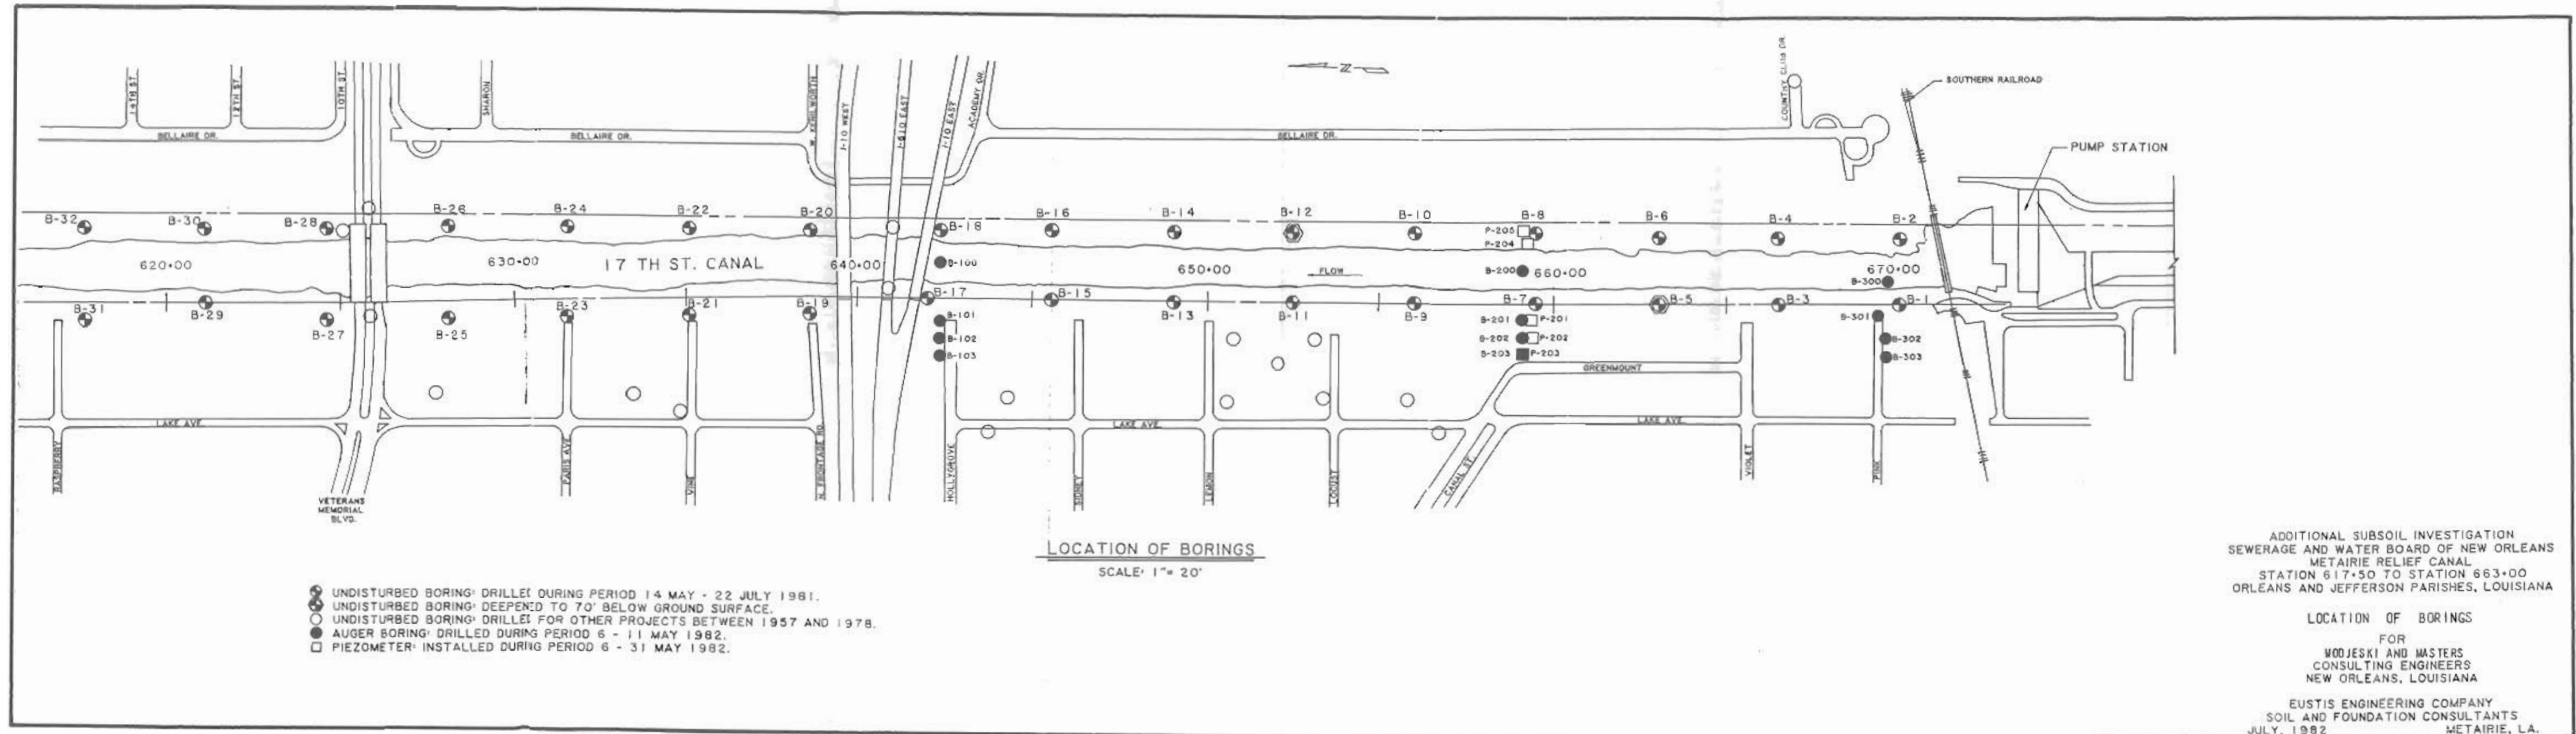 COUNTRY CLUB DR.
SOUTHERN RAILROAD
14TH ST.
12TH ST.
10TH ST.
SHARON
W. KENILWORTH
I-10 WEST
I-610 EAST
I-10 EAST
ACADEMY DR.
Z
BELLAIRE DR.
BELLAIRE DR.
BELLAIRE DR.
PUMP STATION
B-32
B-30
B-28
B-26
B-24
B-22
B-20
B-18
B-16
B-14
B-12
B-10
B-8
B-6
B-4
B-2
P-205
P-204
620+00
630+00
17 TH ST. CANAL
640+00
B-100
650+00
FLOW
B-200
660+00
670+00
B-300
B-31
B-29
B-27
B-25
B-23
B-21
B-19
B-17
B-15
B-13
B-11
B-9
B-7
B-5
B-3
B-1
B-101
B-102
B-103
B-201
P-201
B-202
P-202
B-203
P-203
B-301
B-302
B-303
GREENMOUNT
LAKE AVE.
LAKE AVE.
LAKE AVE.
RASPBERRY
VETERANS
MEMORIAL
BLVD.
PARIS AVE.
VINE
N. FRONTAGE RD.
HOLLYGROVE
SIDNEY
LEMON
LOCUST
CANAL ST.
VIOLET
PINK
LOCATION OF BORINGS
SCALE: 1"= 20'
UNDISTURBED BORING: DRILLED DURING PERIOD 14 MAY - 22 JULY 1981.
UNDISTURBED BORING: DEEPENED TO 70' BELOW GROUND SURFACE.
UNDISTURBED BORING: DRILLED FOR OTHER PROJECTS BETWEEN 1957 AND 1978.
AUGER BORING: DRILLED DURING PERIOD 6 - 11 MAY 1982.
PIEZOMETER: INSTALLED DURING PERIOD 6 - 31 MAY 1982.
ADDITIONAL SUBSOIL INVESTIGATION
SEWERAGE AND WATER BOARD OF NEW ORLEANS
METAIRIE RELIEF CANAL
STATION 617+50 TO STATION 663+00
ORLEANS AND JEFFERSON PARISHES, LOUISIANA
LOCATION OF BORINGS
FOR
MODJESKI AND MASTERS
CONSULTING ENGINEERS
NEW ORLEANS, LOUISIANA
EUSTIS ENGINEERING COMPANY
SOIL AND FOUNDATION CONSULTANTS
JULY, 1982 METAIRIE, LA.